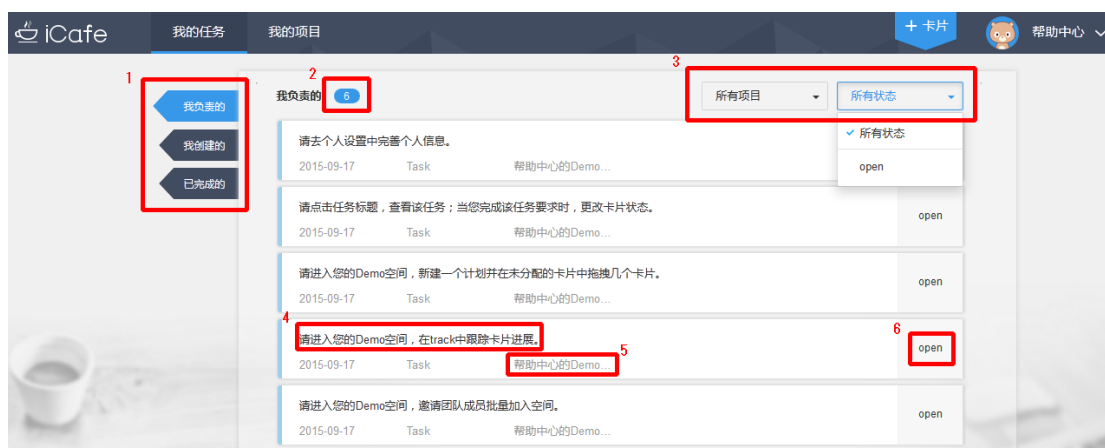 iCafe 我的任务 我的项目 + 卡片 帮助中心
1 2 3
我负责的 6 所有项目 所有状态
我负责的
我创建的
已完成的
所有状态
open
请去个人设置中完善个人信息。
2015-09-17 Task 帮助中心的Demo...
请点击任务标题，查看该任务；当您完成该任务要求时，更改卡片状态。
2015-09-17 Task 帮助中心的Demo...
open
请进入您的Demo空间，新建一个计划并在未分配的卡片中拖拽几个卡片。
2015-09-17 Task 帮助中心的Demo...
open
4 6
请进入您的Demo空间，在track中跟踪卡片进展。
5
2015-09-17 Task 帮助中心的Demo...
open
请进入您的Demo空间，邀请团队成员批量加入空间。
2015-09-17 Task 帮助中心的Demo...
open